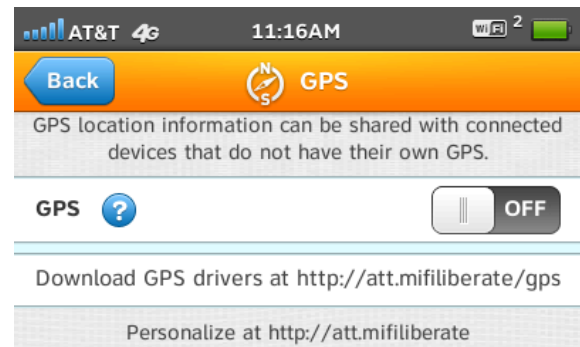 AT&T 4G 11:16AM WiFi 2
Back GPS
GPS location information can be shared with connected
devices that do not have their own GPS.
GPS ? OFF
Download GPS drivers at http://att.mifiliberate/gps
Personalize at http://att.mifiliberate